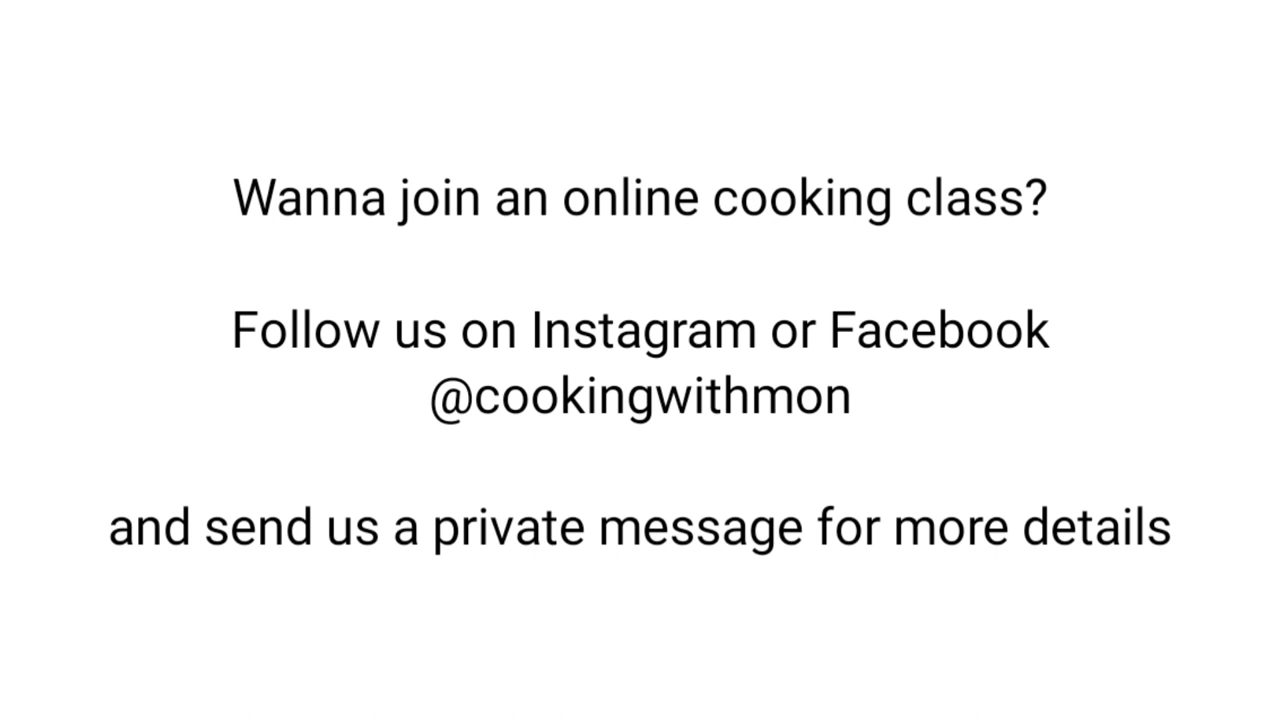 Wanna join an online cooking class?
Follow us on Instagram or Facebook
@cookingwithmon
and send us a private message for more details